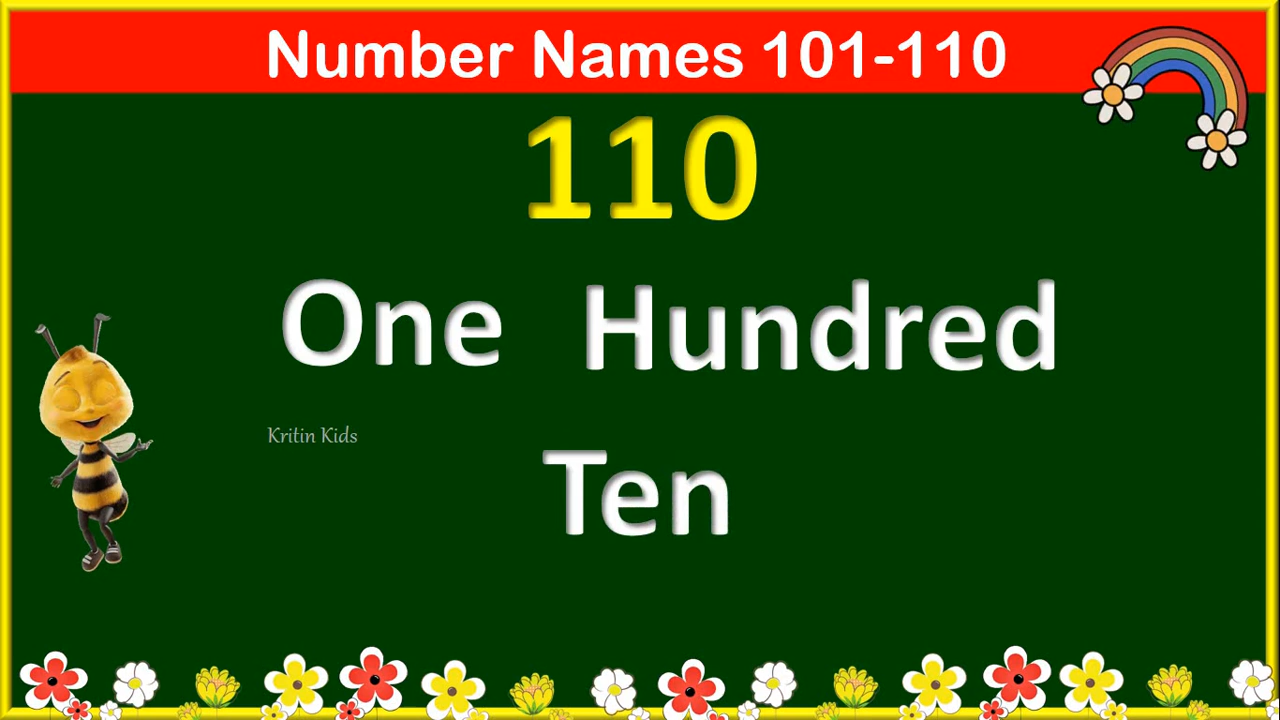 Number Names 101-110
110
One Hundred
Kritin Kids
Ten